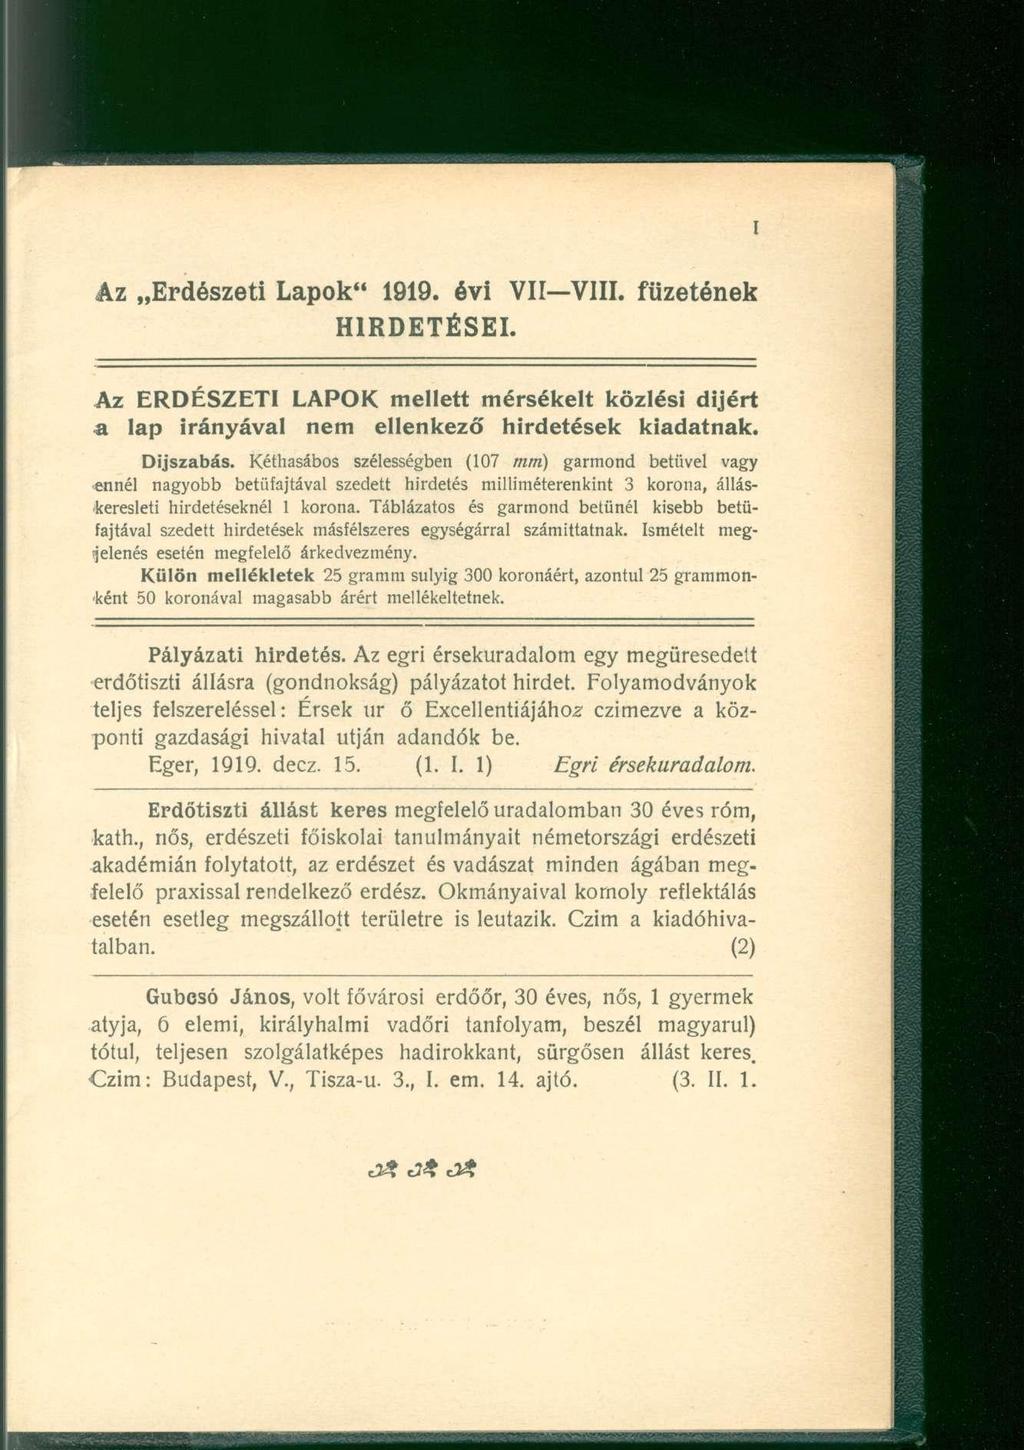 I
Az „Erdészeti Lapok“ 1919. évi VII—VIII. füzetének
HIRDETÉSEI.
Az ERDÉSZETI LAPOK mellett mérsékelt közlési dijért
a lap irányával nem ellenkező hirdetések kiadatnak.
Dijszabás. Kéthasábos szélességben (107 mm) garmond betüvel vagy
ennél nagyobb betüfajtával szedett hirdetés milliméterenkint 3 korona, állás-
keresleti hirdetéseknél 1 korona. Táblázatos és garmond betünél kisebb betü-
fajtával szedett hirdetések másfélszeres egységárral számittatnak. Ismételt meg-
jelenés esetén megfelelő árkedvezmény.
Külön mellékletek 25 gramm sulyig 300 koronáért, azontul 25 grammon-
ként 50 koronával magasabb árért mellékeltetnek.
Pályázati hirdetés. Az egri érsekuradalom egy megüresedett
erdőtiszti állásra (gondnokság) pályázatot hirdet. Folyamodványok
teljes felszereléssel: Érsek ur ő Excellentiájához czimezve a köz-
ponti gazdasági hivatal utján adandók be.
Eger, 1919. decz. 15. (1. I. 1) Egri érsekuradalom.
Erdőtiszti állást keres megfelelő uradalomban 30 éves róm,
kath., nős, erdészeti főiskolai tanulmányait németországi erdészeti
akadémián folytatott, az erdészet és vadászat minden ágában meg-
felelő praxissal rendelkező erdész. Okmányaival komoly reflektálás
esetén esetleg megszállott területre is leutazik. Czim a kiadóhiva-
talban. (2)
Gubcsó János, volt fővárosi erdőőr, 30 éves, nős, 1 gyermek
atyja, 6 elemi, királyhalmi vadőri tanfolyam, beszél magyarul)
tótul, teljesen szolgálatképes hadirokkant, sürgősen állást keres.
Czim: Budapest, V., Tisza-u. 3., I. em. 14. ajtó. (3. II. 1.